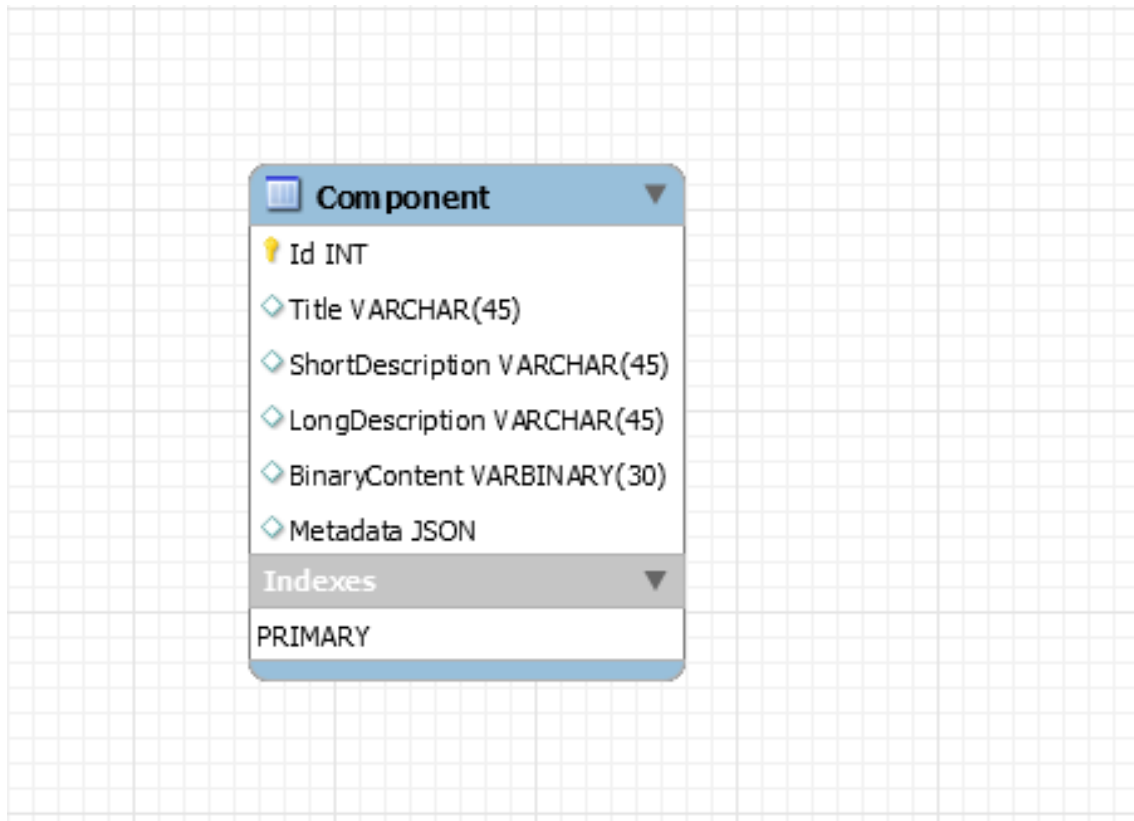 Component
Id INT
Title VARCHAR(45)
ShortDescription VARCHAR(45)
LongDescription VARCHAR(45)
BinaryContent VARBINARY(30)
Metadata JSON
Indexes
PRIMARY